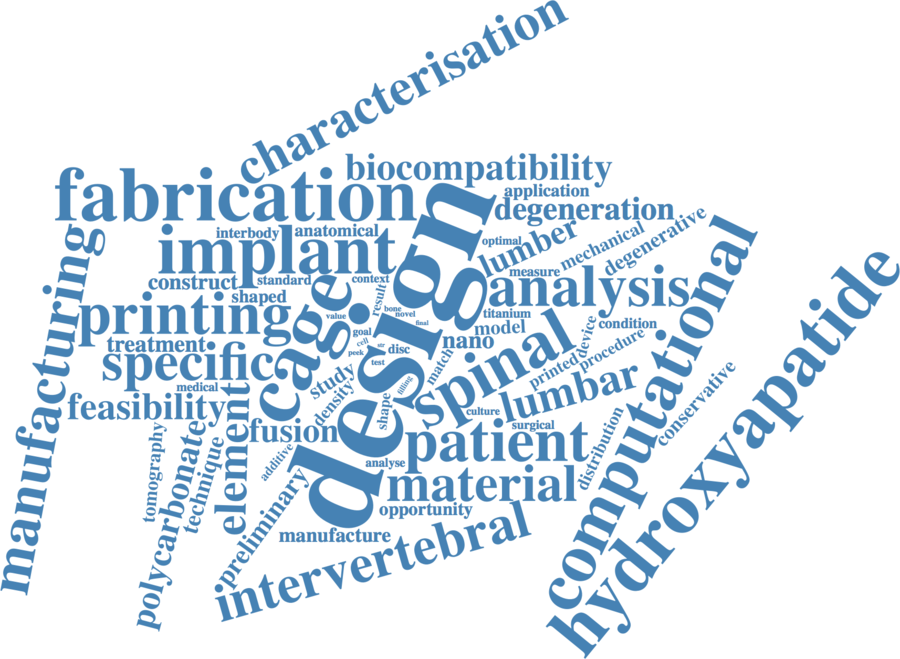 characterisation
biocompatibility
fabrication
application
degeneration
design
interbody
anatomical
implant
optimal
lumber
mechanical
degenerative
manufacturing
construct
standard
context
measure
analysis
computational
hydroxyapatide
shaped
cage
result
bone
novel
titanium
printing
value
final
goal
model
device
condition
treatment
cell
str
disc
nano
specific
peek
test
match
spinal
printed
procedure
medical
study
filling
lumbar
conservative
feasibility
density
shape
culture
element
fusion
surgical
distribution
tomography
polycarbonate
technique
additive
patient
analyse
material
preliminary
opportunity
manufacture
intervertebral